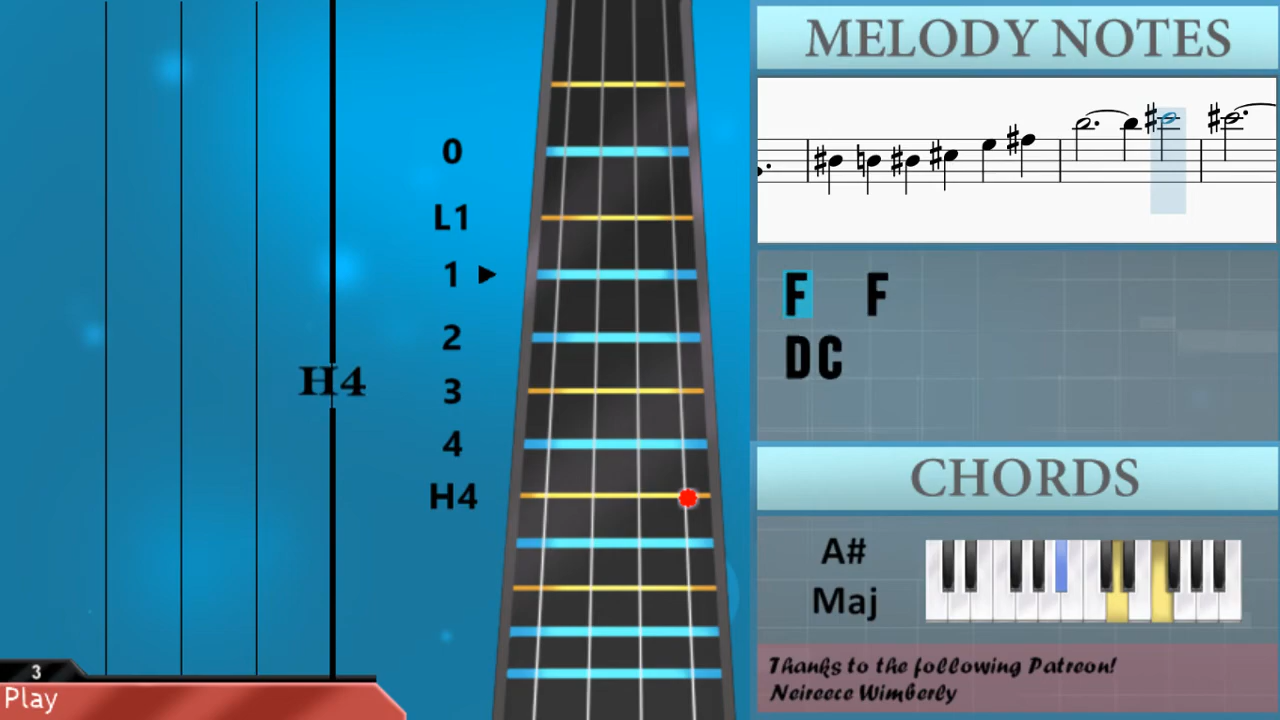 MELODY NOTES
0
L1
1
2
3
4
H4
H4
F F
DC
CHORDS
A#
Maj
Thanks to the following Patreon!
Neireece Wimberly
3
Play